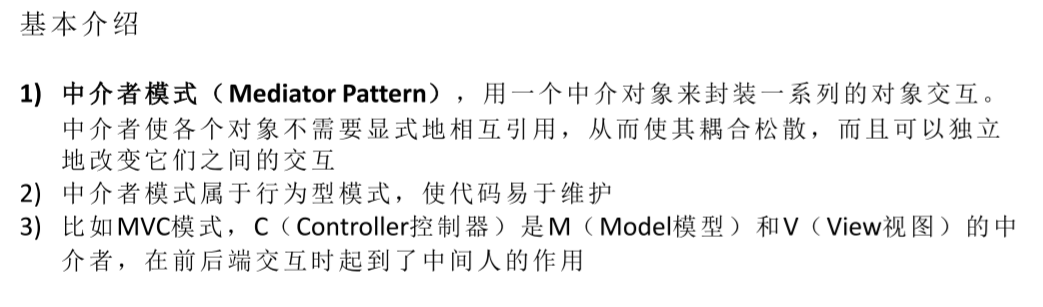 基本介绍
1) 中介者模式（Mediator Pattern），用一个中介对象来封装一系列的对象交互。
中介者使各个对象不需要显式地相互引用，从而使其耦合松散，而且可以独立
地改变它们之间的交互
2) 中介者模式属于行为型模式，使代码易于维护
3) 比如MVC模式，C（Controller控制器）是M（Model模型）和V（View视图）的中
介者，在前后端交互时起到了中间人的作用